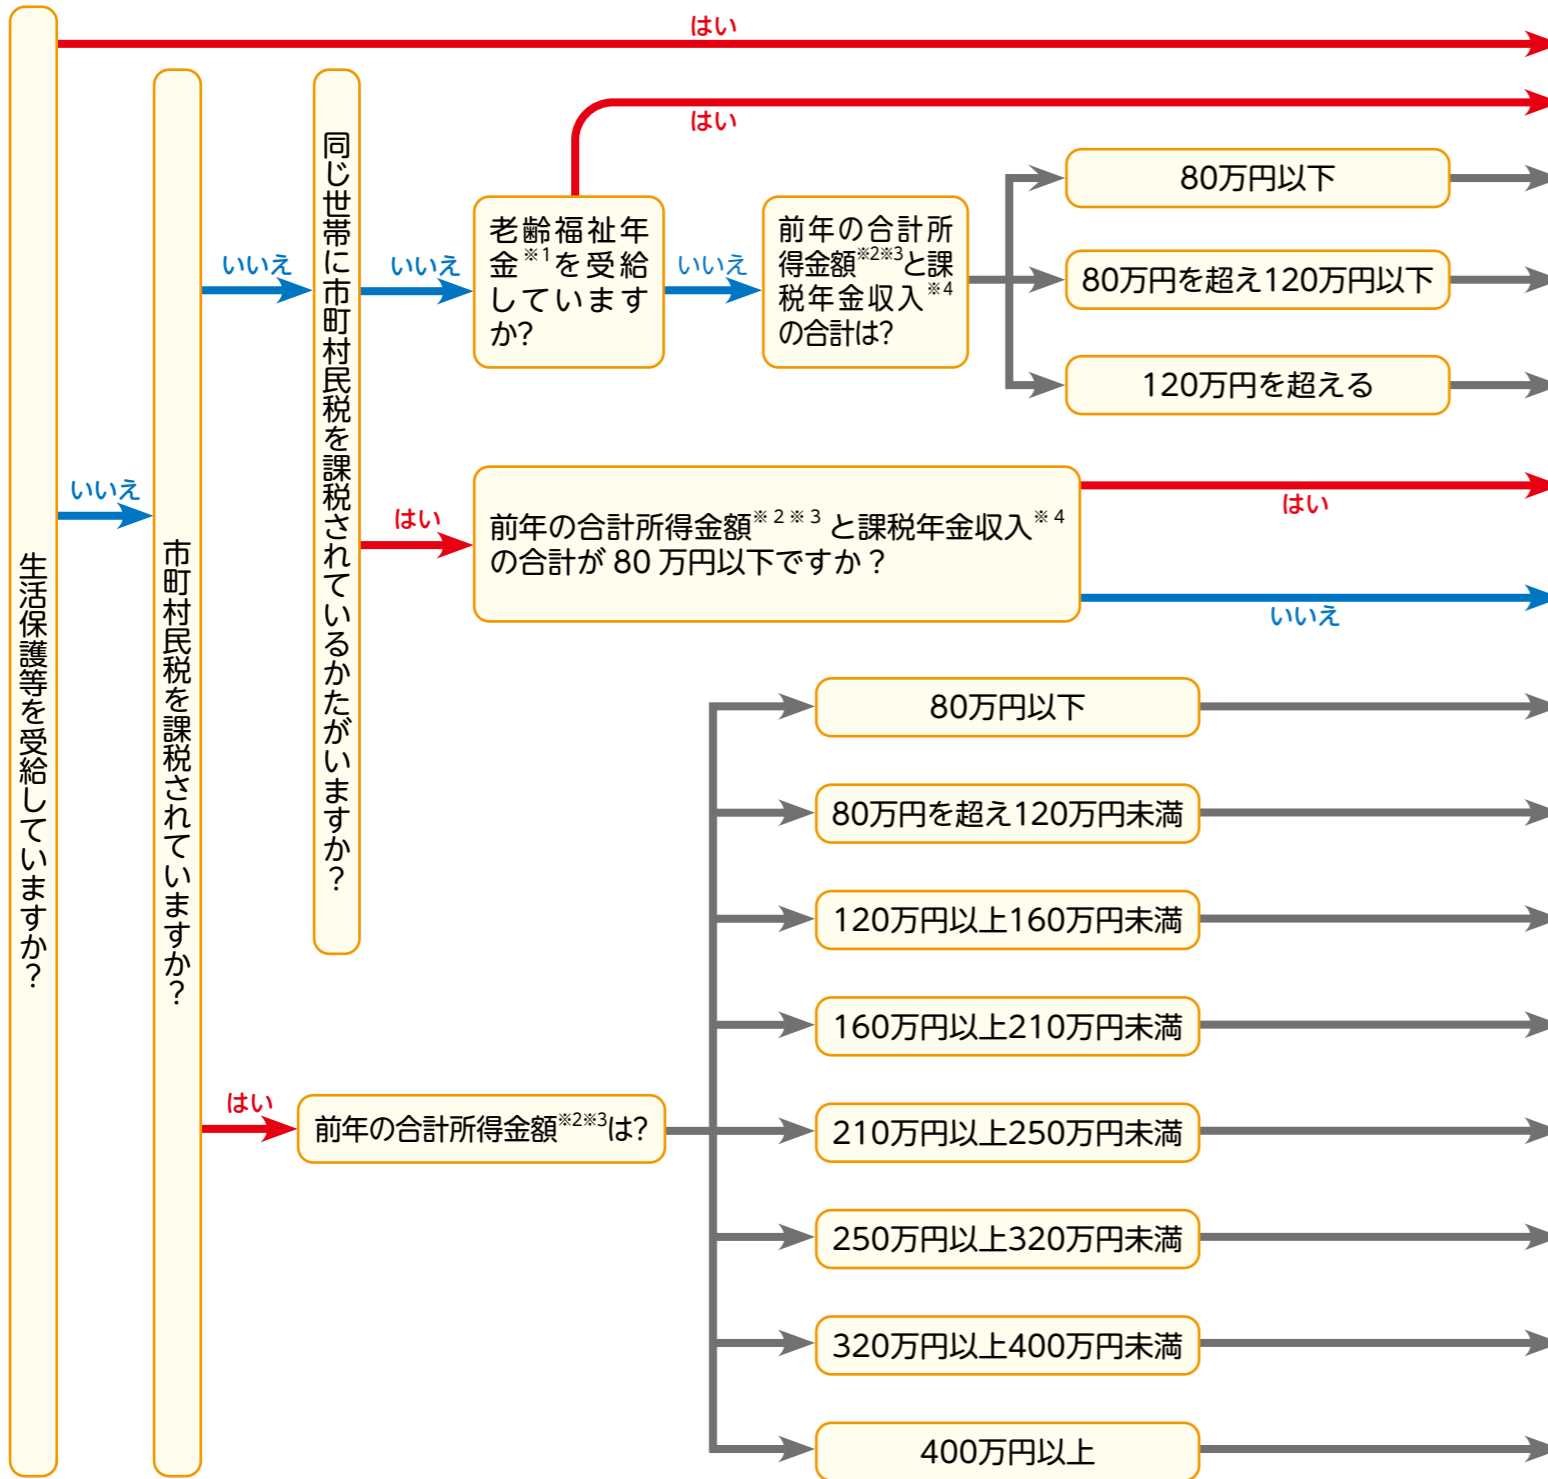 生活保護等を受給していますか？
はい
いいえ
市町村民税を課税されていますか？
いいえ
同じ世帯に市町村民税を課税されているかたがいますか？
いいえ
老齢福祉年
金※1を受給
しています
か?
はい
いいえ
前年の合計所
得金額※2※3と課
税年金収入※4
の合計は?
80万円以下
80万円を超え120万円以下
120万円を超える
はい
前年の合計所得金額※２※３と課税年金収入※４
の合計が 80 万円以下ですか？
はい
いいえ
はい
前年の合計所得金額※2※3は?
80万円以下
80万円を超え120万円未満
120万円以上160万円未満
160万円以上210万円未満
210万円以上250万円未満
250万円以上320万円未満
320万円以上400万円未満
400万円以上